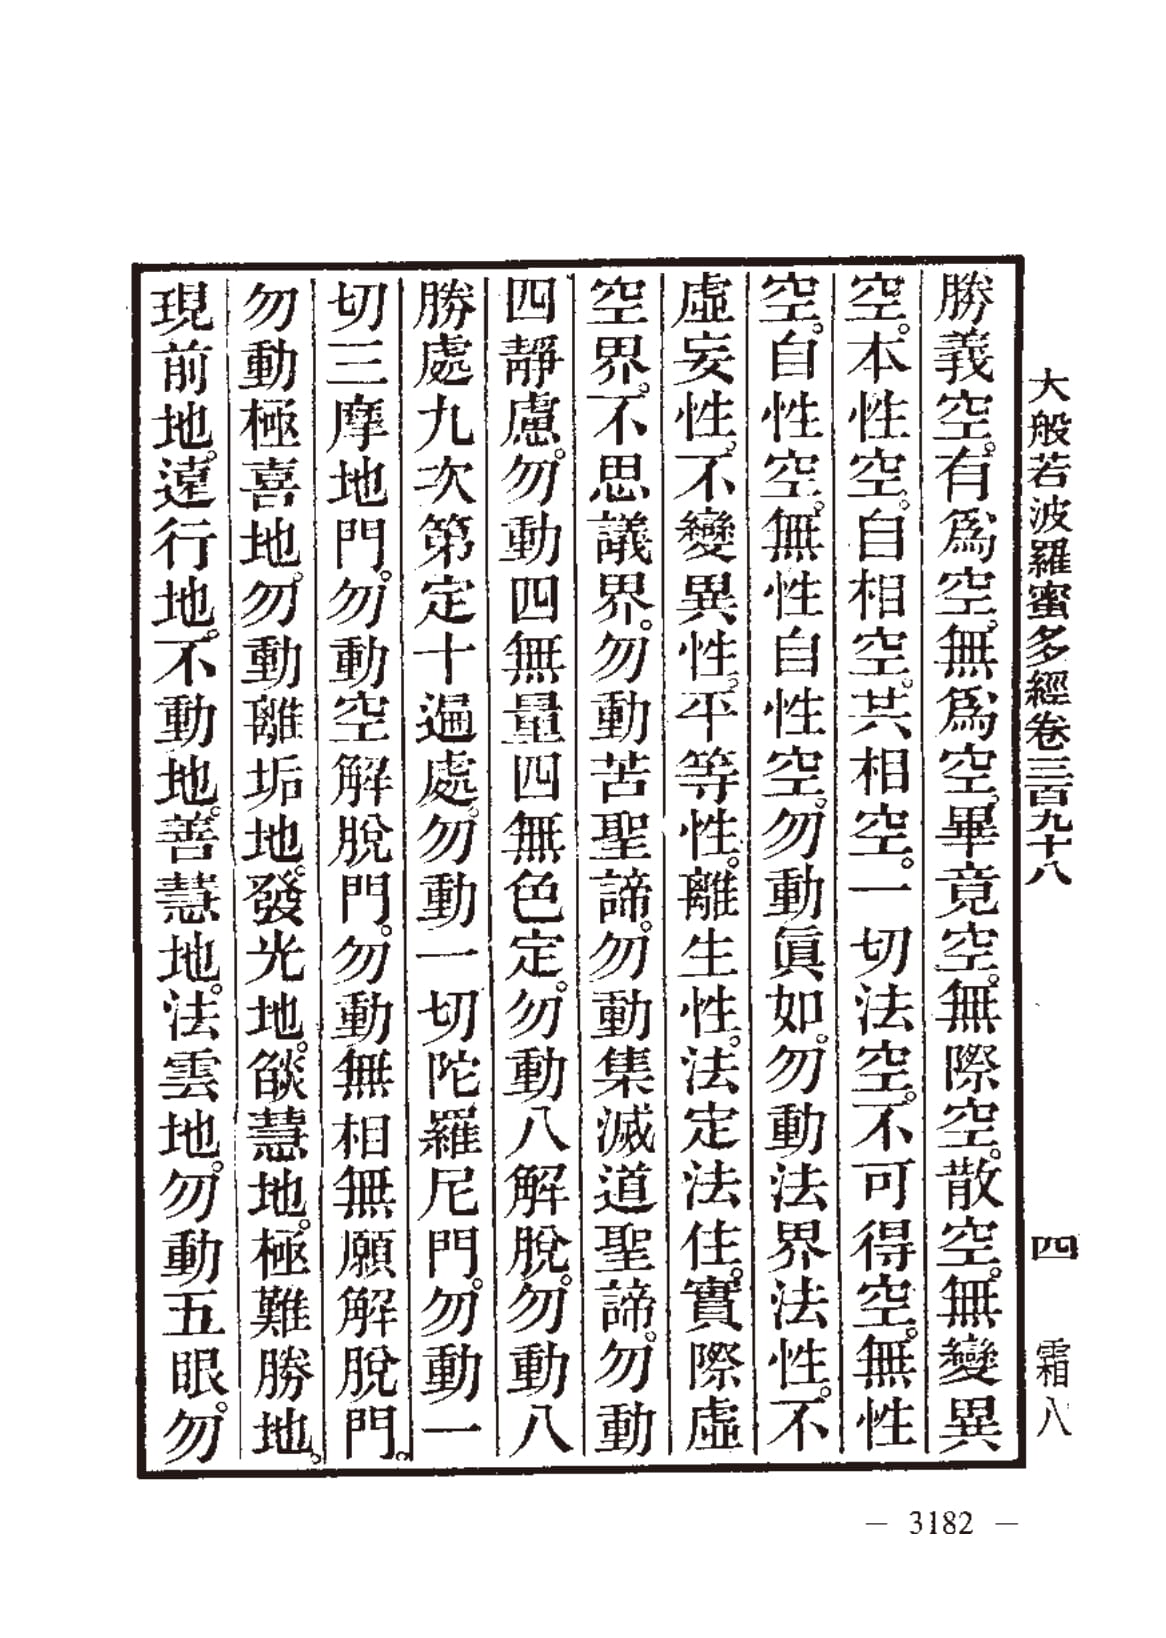 大般若波羅蜜多經卷三百九十八 四 霜八
勝義空。有爲空。無爲空。畢竟空。無際空。散空。無變異
空。本性空。自相空。共相空。一切法空。不可得空。無性
空。自性空。無性自性空。勿動眞如。勿動法界法性。不
虛妄性。不變異性。平等性。離生性。法定法住。實際虛
空界。不思議界。勿動苦聖諦。勿動集滅道聖諦。勿動
四靜慮。勿動四無量四無色定。勿動八解脫。勿動八
勝處九次第定十遍處。勿動一切陀羅尼門。勿動一
切三摩地門。勿動空解脫門。勿動無相無願解脫門。
勿動極喜地。勿動離垢地。發光地。燄慧地。極難勝地。
現前地。遠行地。不動地。善慧地。法雲地。勿動五眼。勿
— 3182 —